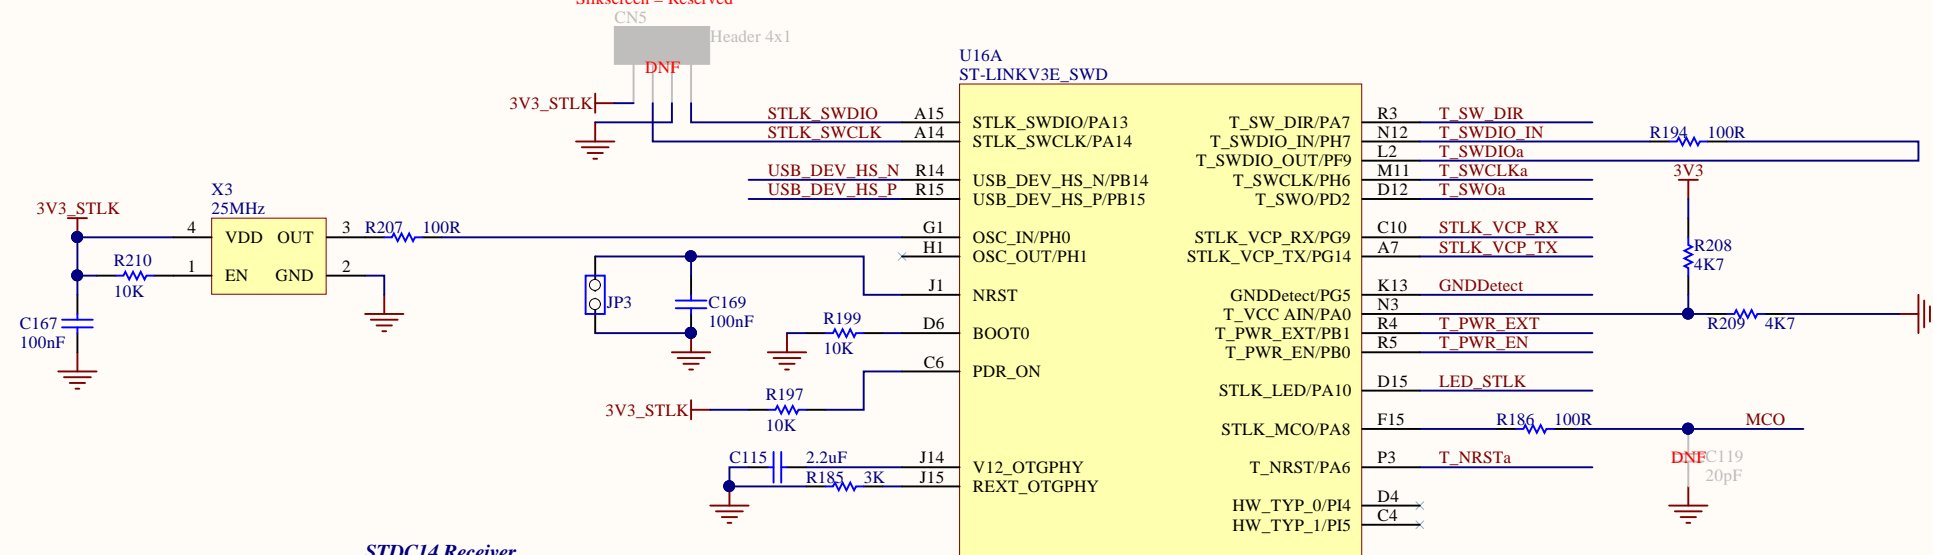 Silkscreen = Reserved
CN5
Header 4x1
DNF
3V3_STLK
U16A
ST-LINKV3E_SWD
STLK_SWDIO A15 STLK_SWDIO/PA13
STLK_SWCLK A14 STLK_SWCLK/PA14
USB_DEV_HS_N R14 USB_DEV_HS_N/PB14
USB_DEV_HS_P R15 USB_DEV_HS_P/PB15
X3
25MHz
3V3_STLK
4 VDD OUT 3 R207 100R
G1 OSC_IN/PH0
H1 OSC_OUT/PH1
R210
10K
1 EN GND 2
C167
100nF
JP3
C169
100nF
J1 NRST
R199
10K
D6 BOOT0
C6 PDR_ON
3V3_STLK
R197
10K
C115 2.2uF J14 V12_OTGPHY
R185 3K J15 REXT_OTGPHY
T_SW_DIR/PA7 R3 T_SW_DIR
T_SWDIO_IN/PH7 N12 T_SWDIO_IN R194 100R
T_SWDIO_OUT/PF9 L2 T_SWDIOa
T_SWCLK/PH6 M11 T_SWCLKa
T_SWO/PD2 D12 T_SWOa
3V3
STLK_VCP_RX/PG9 C10 STLK_VCP_RX
STLK_VCP_TX/PG14 A7 STLK_VCP_TX
R208
4K7
GNDDetect/PG5 K13 GNDDetect
T_VCC AIN/PA0 N3
R209 4K7
T_PWR_EXT/PB1 R4 T_PWR_EXT
T_PWR_EN/PB0 R5 T_PWR_EN
STLK_LED/PA10 D15 LED_STLK
STLK_MCO/PA8 F15 R186 100R MCO
DNF C119
20pF
T_NRST/PA6 P3 T_NRSTa
HW_TYP_0/PI4 D4
HW_TYP_1/PI5 C4
STDC14 Receiver